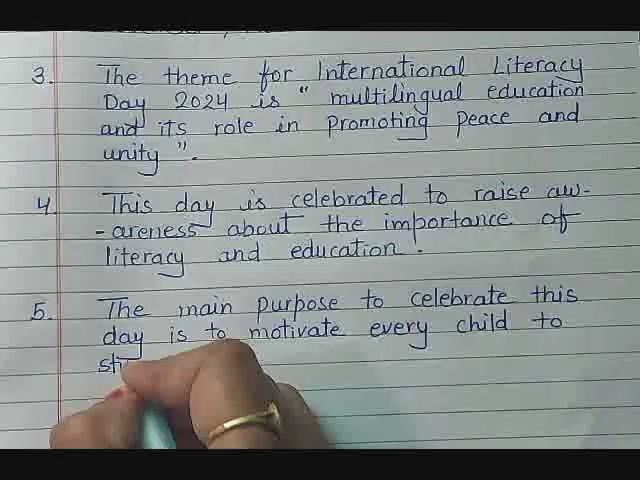 3. The theme for International Literacy
Day 2024 is " multilingual education
and its role in promoting peace and
unity ".
4. This day is celebrated to raise aw-
- areness about the importance of
literacy and education.
5. The main purpose to celebrate this
day is to motivate every child to